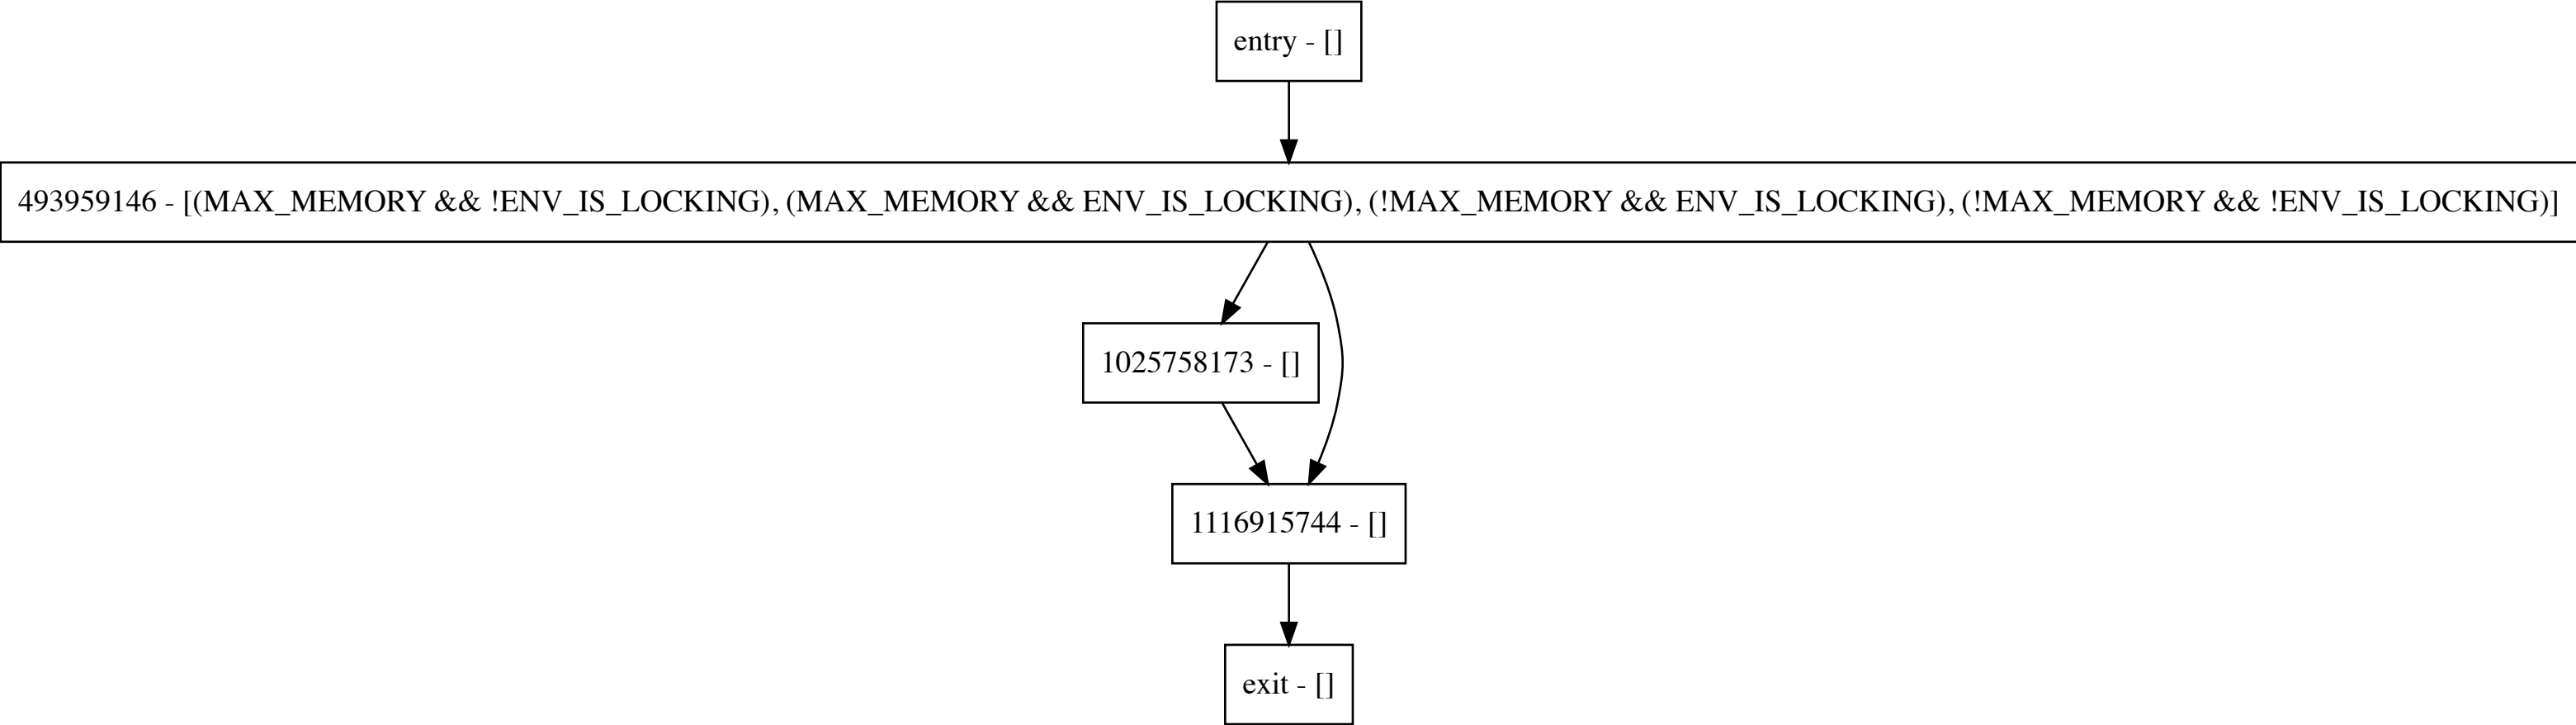 entry - []
493959146 - [(MAX_MEMORY && !ENV_IS_LOCKING), (MAX_MEMORY && ENV_IS_LOCKING), (!MAX_MEMORY && ENV_IS_LOCKING), (!MAX_MEMORY && !ENV_IS_LOCKING)]
1025758173 - []
1116915744 - []
exit - []